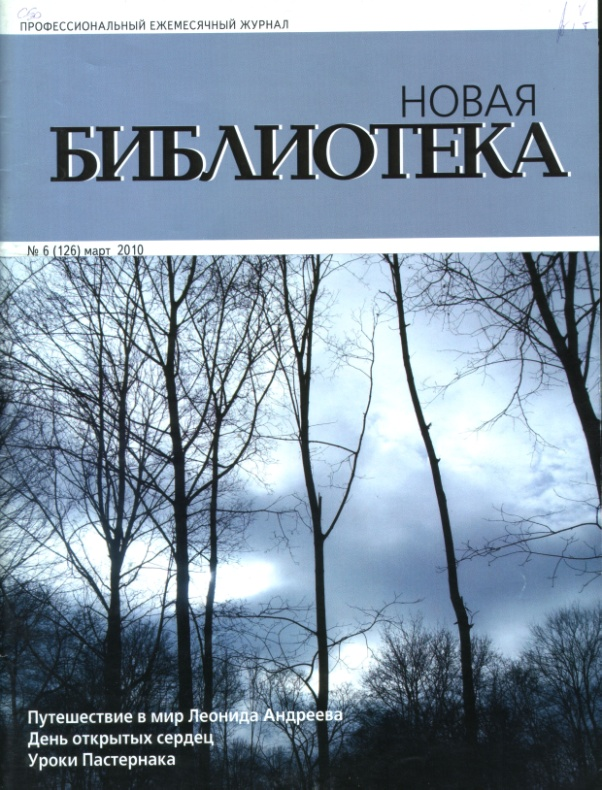 ПРОФЕССИОНАЛЬНЫЙ ЕЖЕМЕСЯЧНЫЙ ЖУРНАЛ
НОВАЯ
БИБЛИОТЕКА
№ 6 (126) март 2010
Путешествие в мир Леонида Андреева
День открытых сердец
Уроки Пастернака